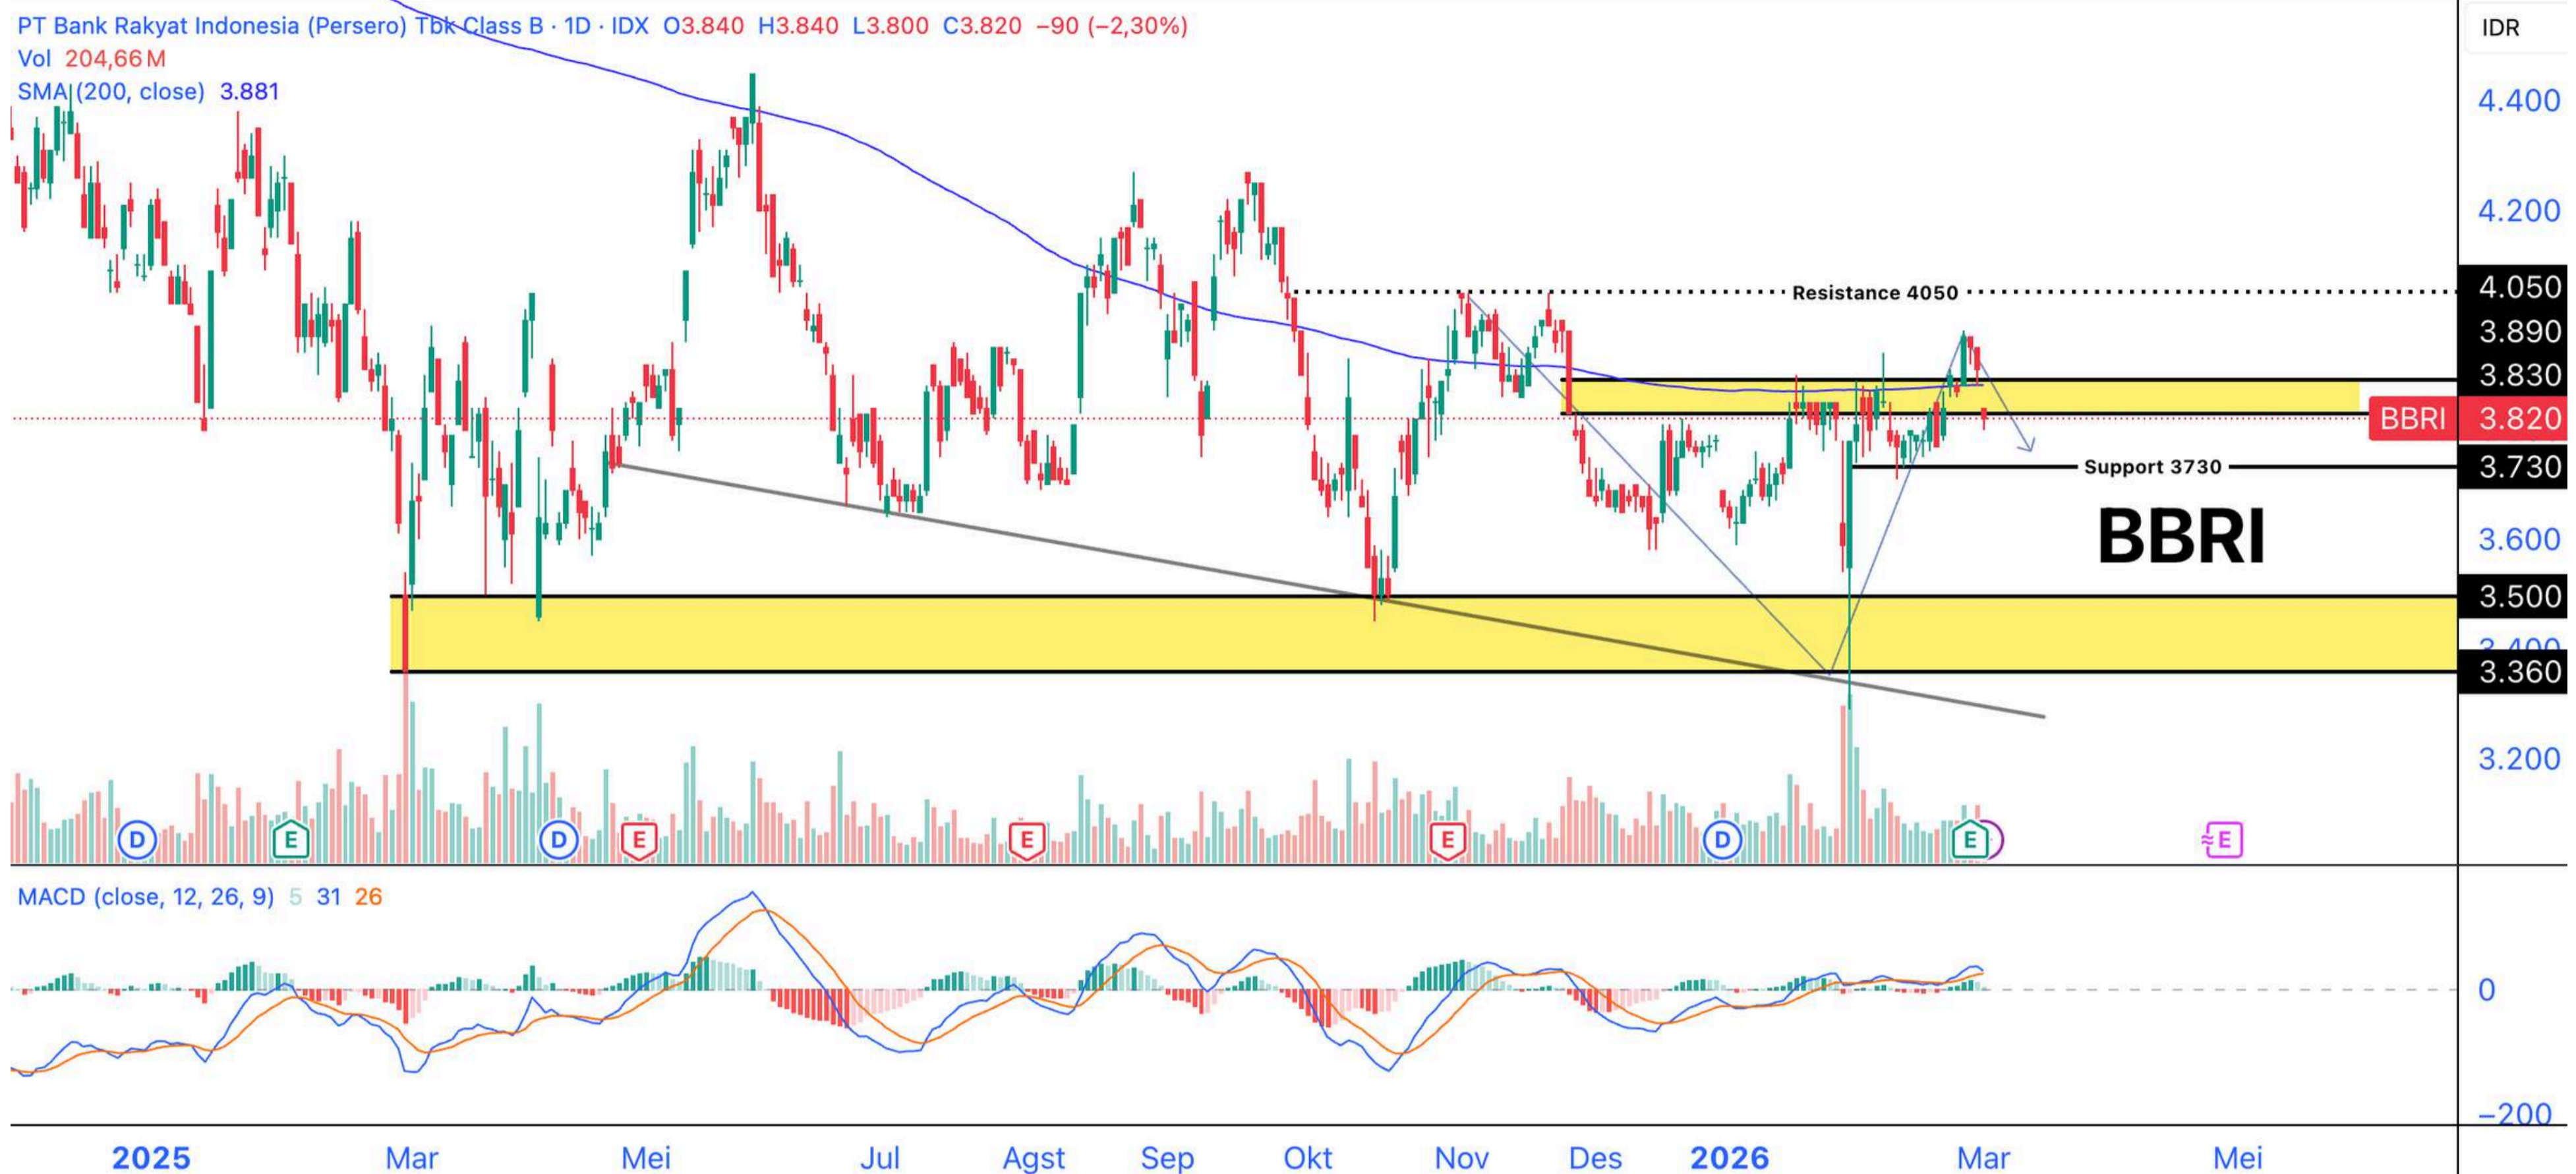 PT Bank Rakyat Indonesia (Persero) Tbk Class B · 1D · IDX O3.840 H3.840 L3.800 C3.820 −90 (−2,30%)
Vol 204,66 M
SMA (200, close) 3.881
IDR
4.400
4.200
4.050
Resistance 4050
3.890
3.830
BBRI 3.820
Support 3730
3.730
BBRI
3.600
3.500
3.400
3.360
3.200
D E D E E E D E ≈E
MACD (close, 12, 26, 9) 5 31 26
0
−200
2025 Mar Mei Jul Agst Sep Okt Nov Des 2026 Mar Mei